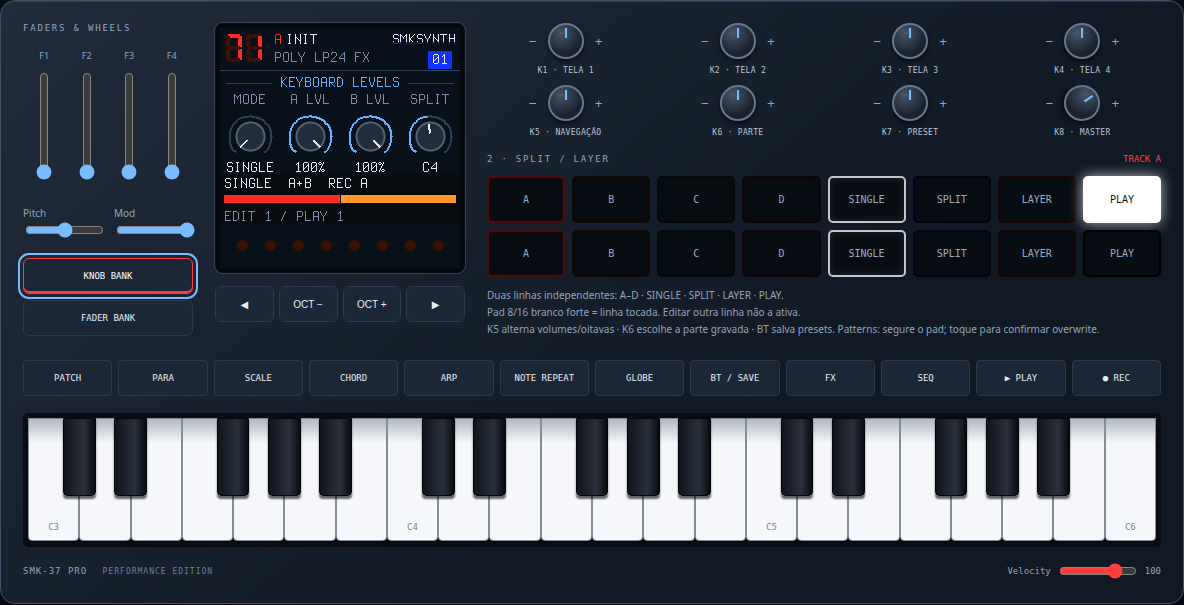 FADERS & WHEELS
F1 F2 F3 F4
Pitch Mod
KNOB BANK
FADER BANK
71 A INIT SMKSYNTH
POLY LP24 FX 01
KEYBOARD LEVELS
MODE A LVL B LVL SPLIT
SINGLE 100% 100% C4
SINGLE A+B REC A
EDIT 1 / PLAY 1
◀ OCT − OCT + ▶
− + − + − + − +
K1 · TELA 1 K2 · TELA 2 K3 · TELA 3 K4 · TELA 4
− + − + − + − +
K5 · NAVEGAÇÃO K6 · PARTE K7 · PRESET K8 · MASTER
2 · SPLIT / LAYER TRACK A
A B C D SINGLE SPLIT LAYER PLAY
A B C D SINGLE SPLIT LAYER PLAY
Duas linhas independentes: A–D · SINGLE · SPLIT · LAYER · PLAY.
Pad 8/16 branco forte = linha tocada. Editar outra linha não a ativa.
K5 alterna volumes/oitavas · K6 escolhe a parte gravada · BT salva presets. Patterns: segure o pad; toque para confirmar overwrite.
PATCH PARA SCALE CHORD ARP NOTE REPEAT GLOBE BT / SAVE FX SEQ ▶ PLAY ● REC
C3 C4 C5 C6
SMK-37 PRO PERFORMANCE EDITION Velocity 100